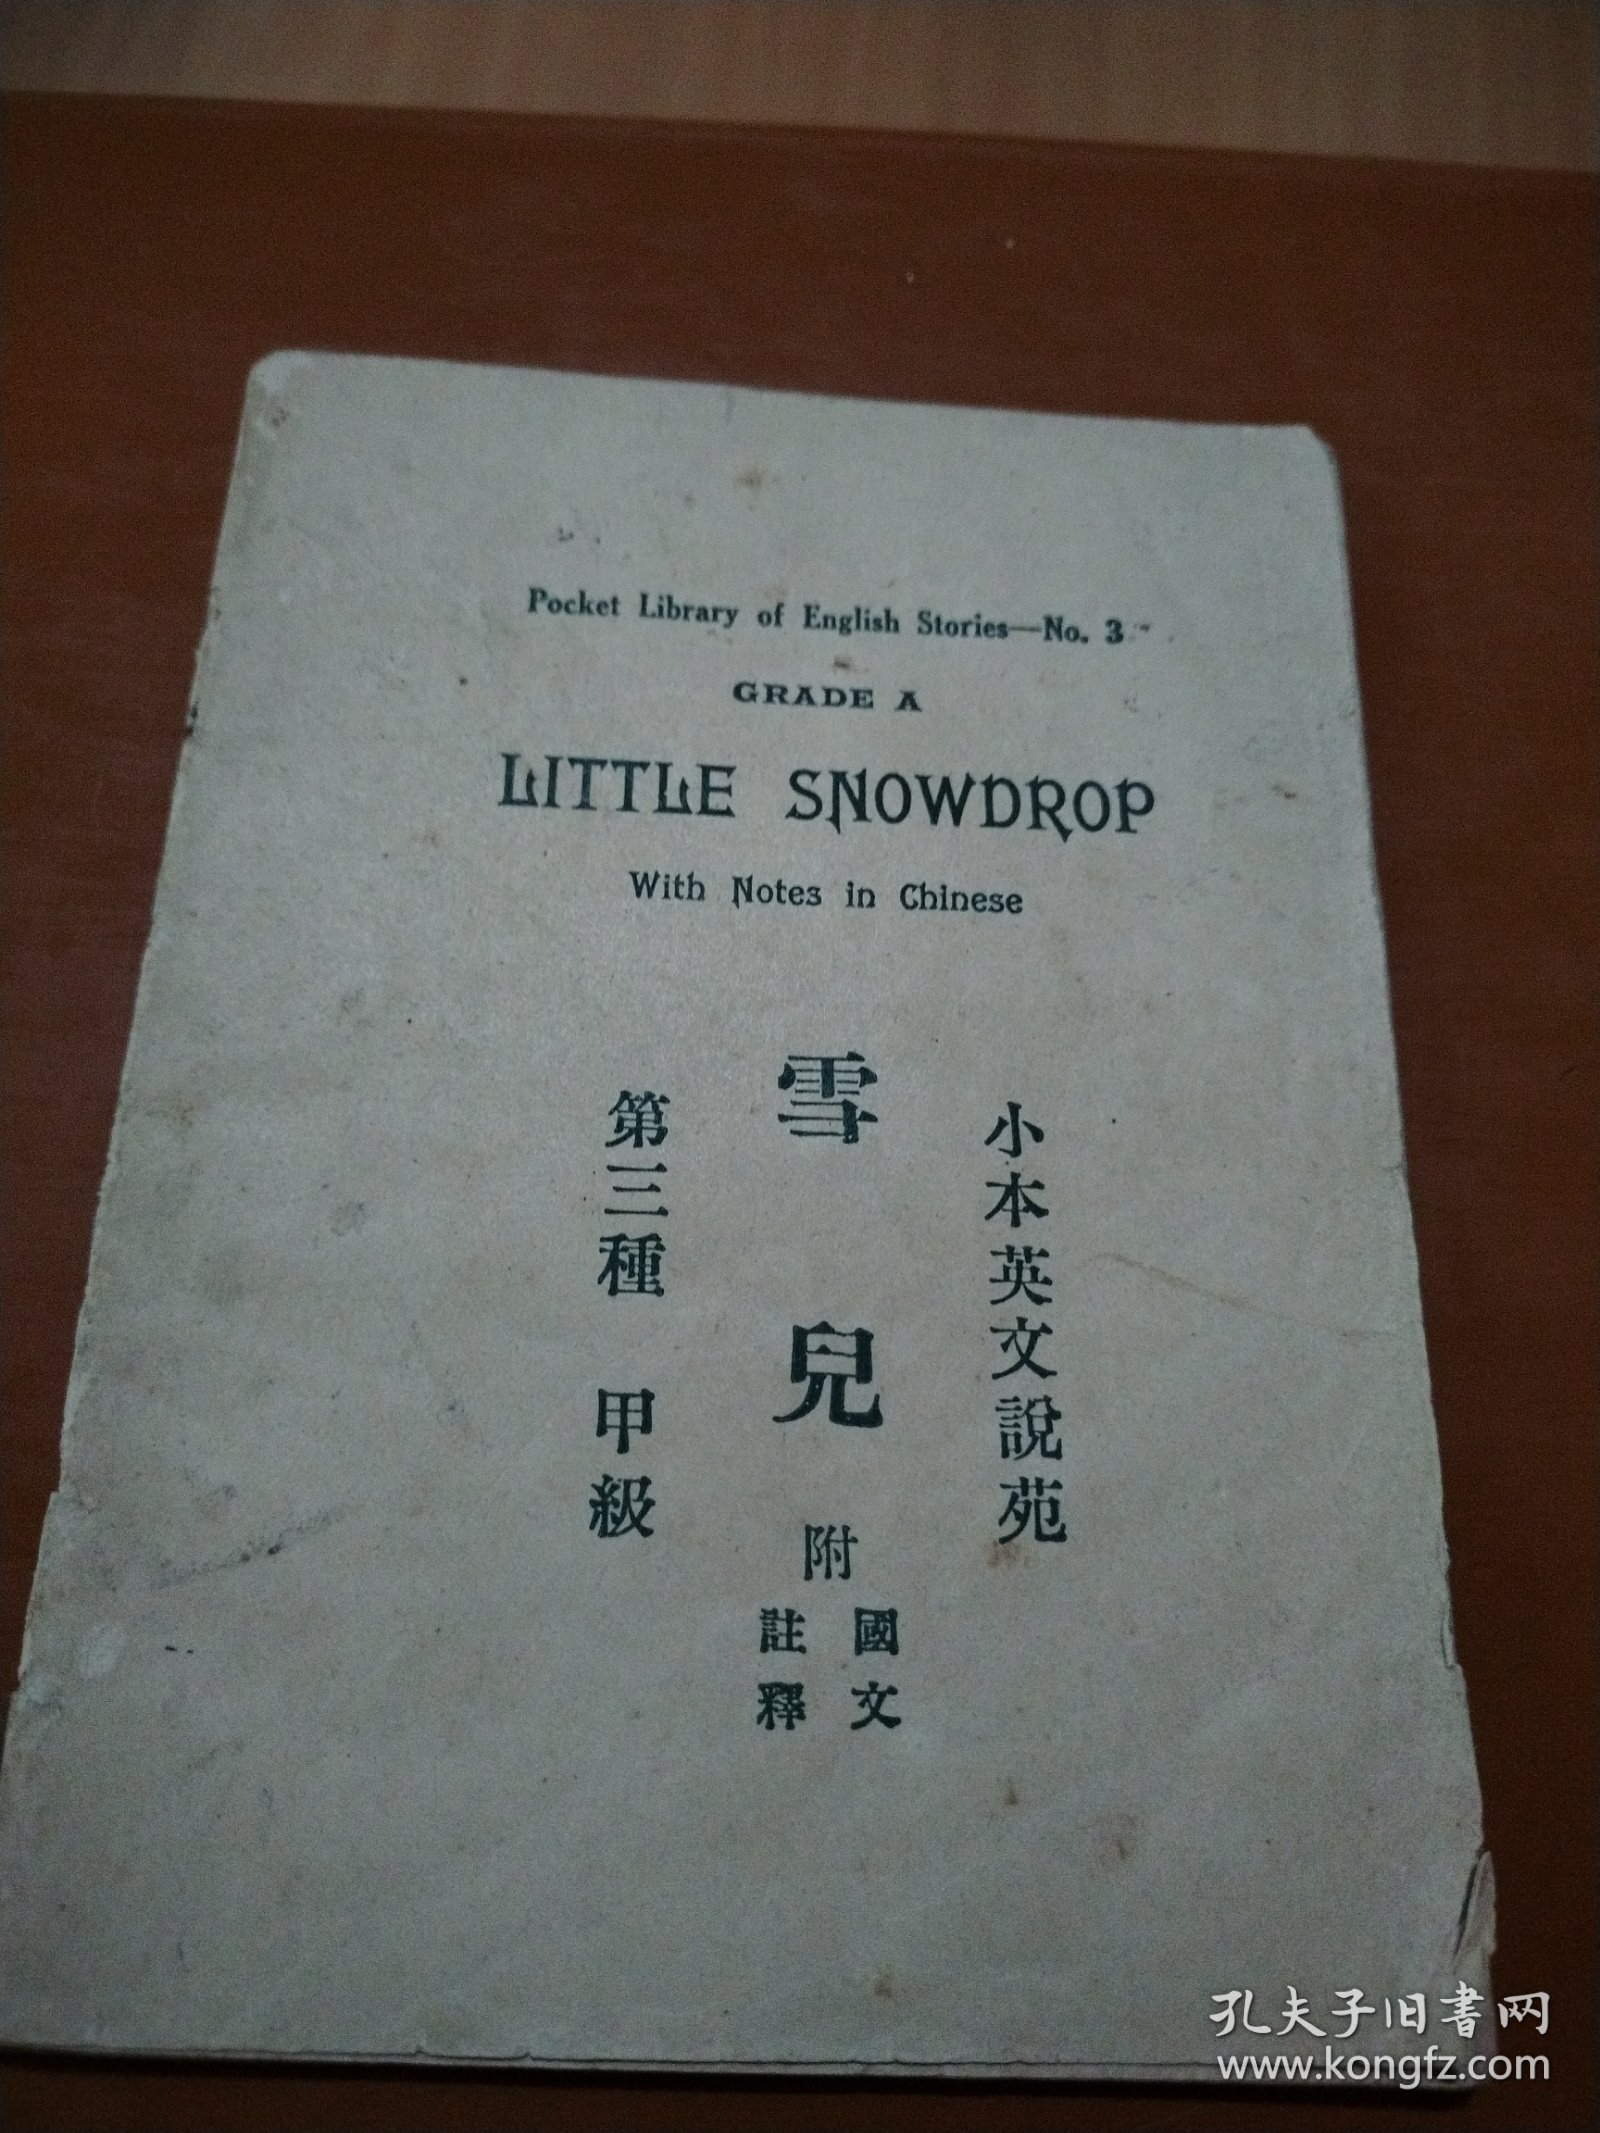 Pocket Library of English Stories—No. 3
GRADE A
LITTLE SNOWDROP
With Notes in Chinese
小本英文說苑
雪兒
附
國文
註釋
第三種 甲級
孔夫子旧書网
www.kongfz.com